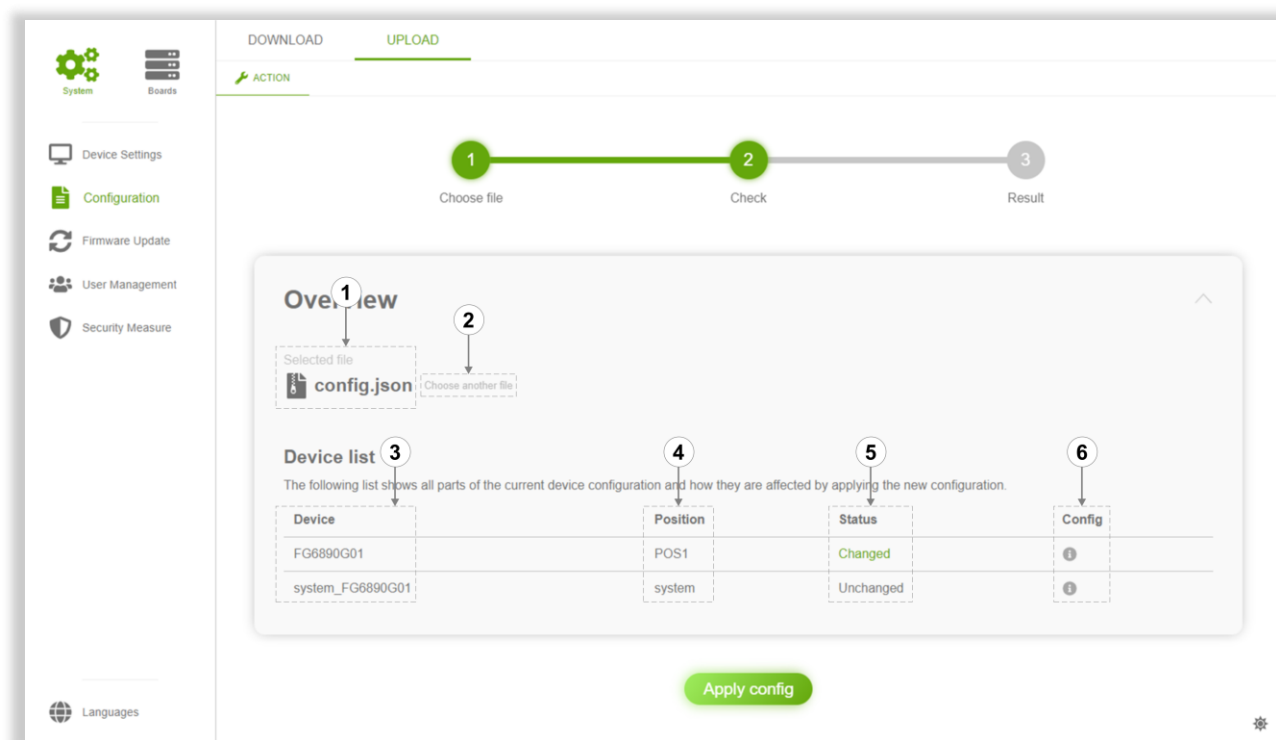 DOWNLOAD UPLOAD
ACTION
System Boards
Device Settings
Configuration
Firmware Update
User Management
Security Measure
Languages
1 2 3
Choose file Check Result
Overview
1
2
Selected file
config.json Choose another file
Device list
3 4 5 6
The following list shows all parts of the current device configuration and how they are affected by applying the new configuration.
Device Position Status Config
FG6890G01 POS1 Changed
system_FG6890G01 system Unchanged
Apply config